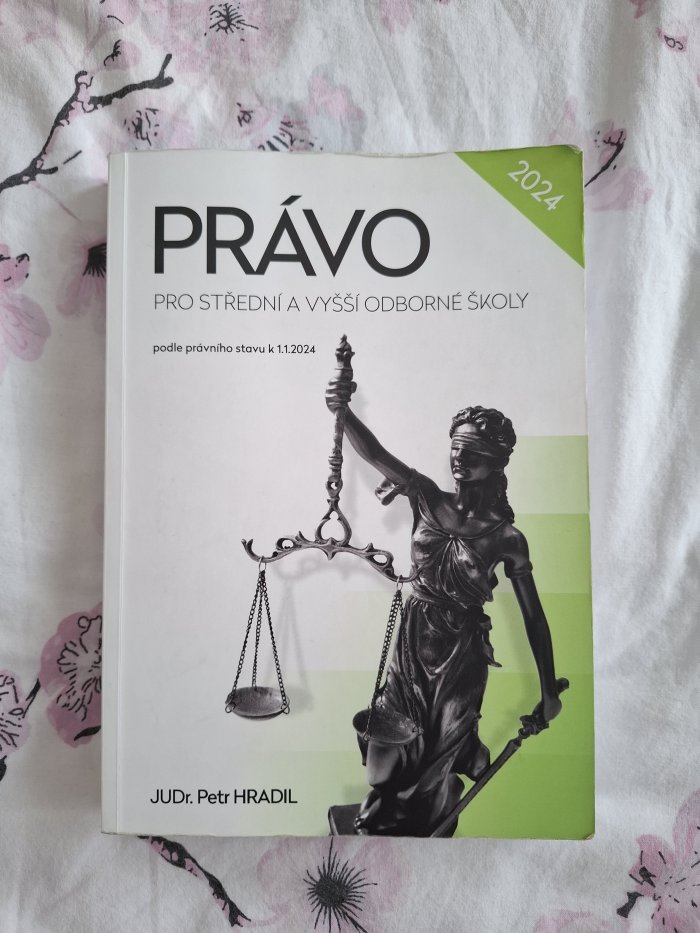 2024
PRÁVO
PRO STŘEDNÍ A VYŠŠÍ ODBORNÉ ŠKOLY
podle právního stavu k 1.1.2024
JUDr. Petr HRADIL